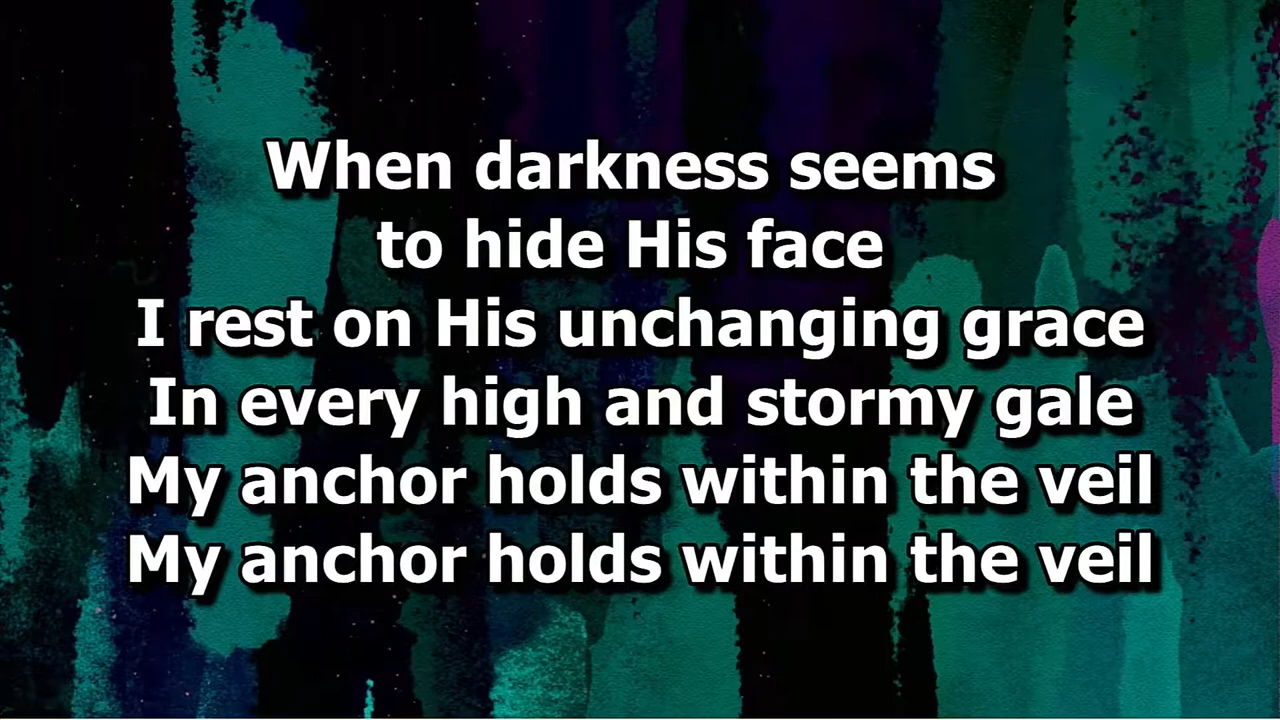 When darkness seems
to hide His face
I rest on His unchanging grace
In every high and stormy gale
My anchor holds within the veil
My anchor holds within the veil